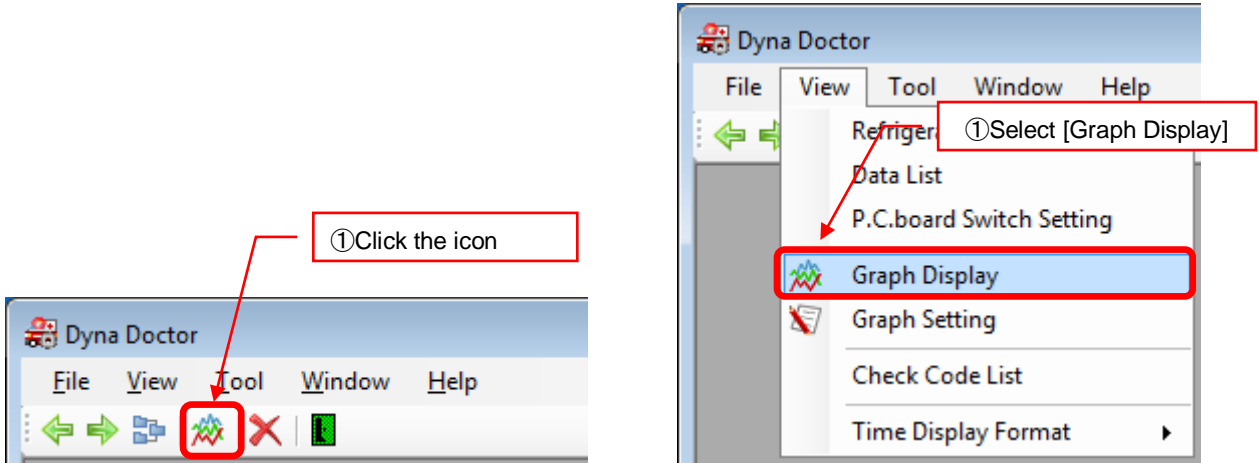 ①Click the icon
Dyna Doctor
File View Tool Window Help
Dyna Doctor
File View Tool Window Help
①Select [Graph Display]
Data List
P.C.board Switch Setting
Graph Display
Graph Setting
Check Code List
Time Display Format